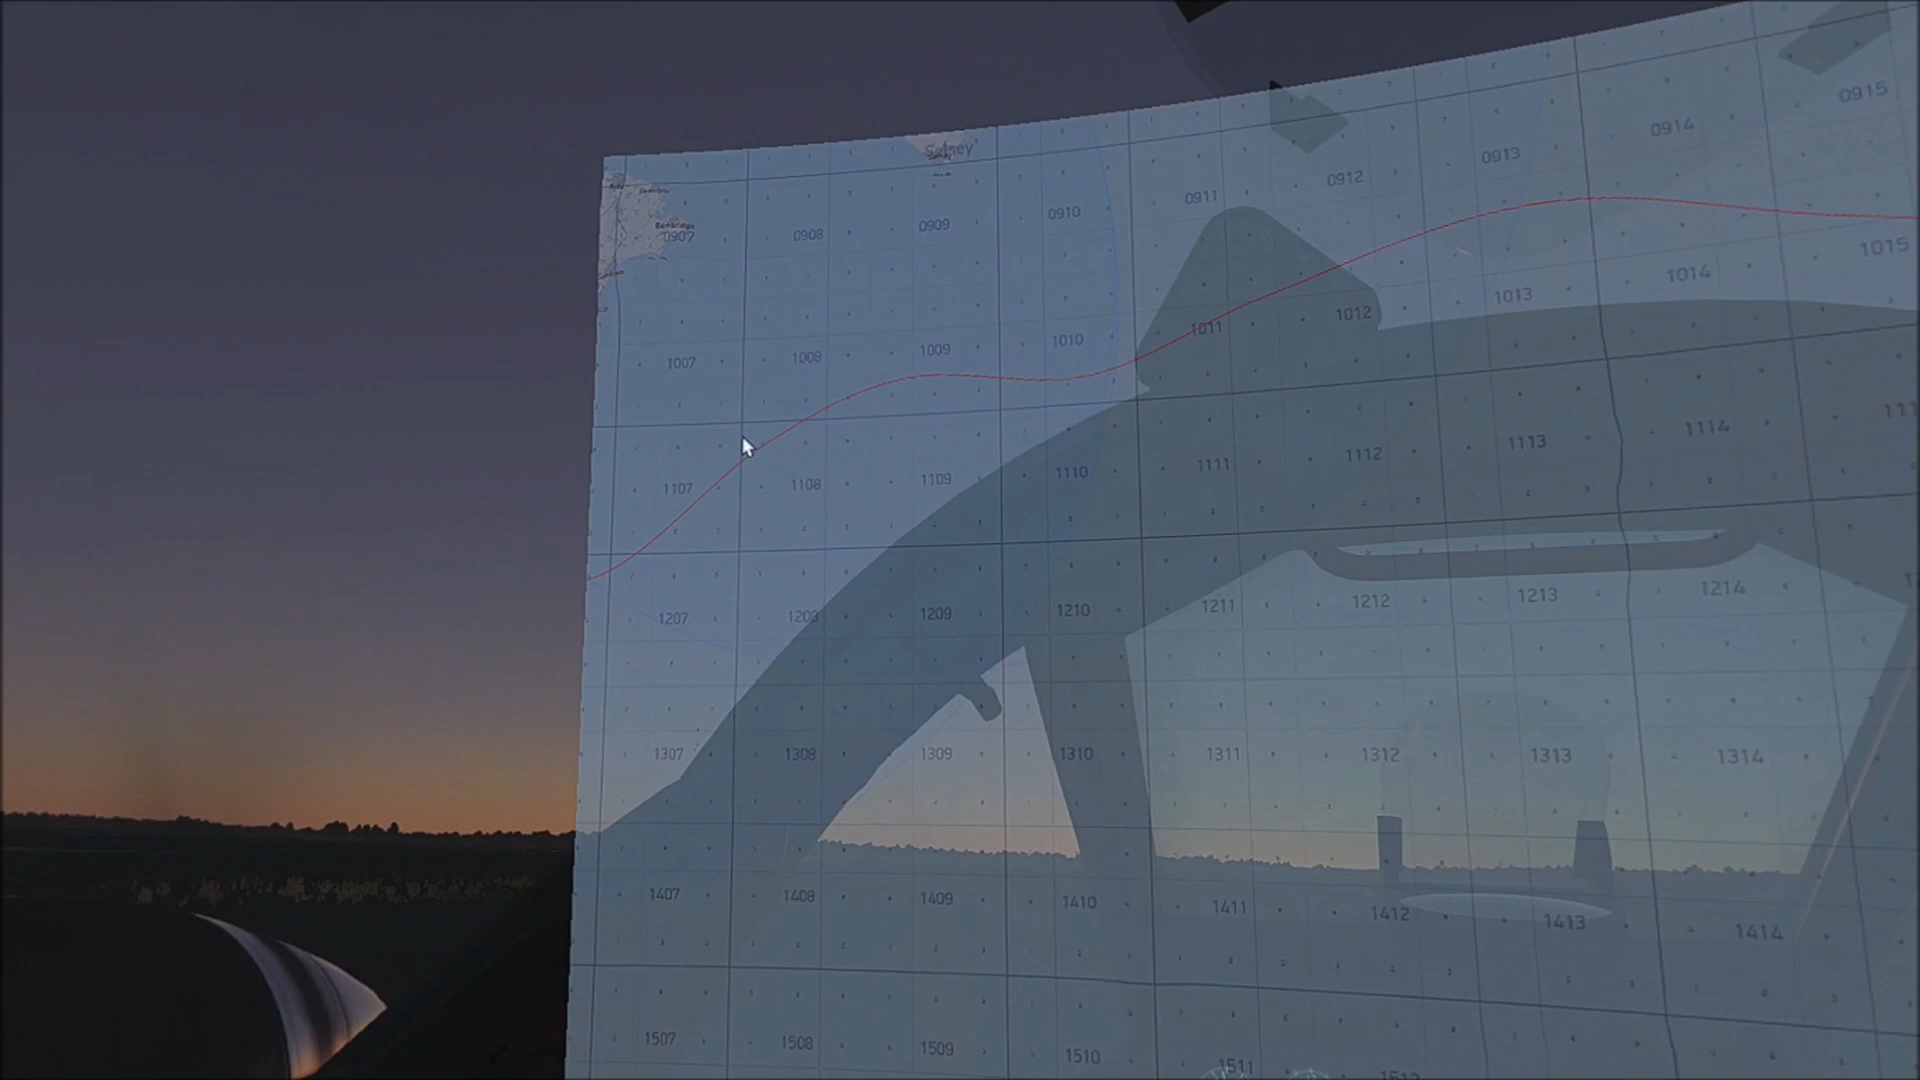 Selsey
0907 0908 0909 0910 0911 0912 0913 0914 0915
Bembridge
1007 1008 1009 1010 1011 1012 1013 1014 1015
1107 1108 1109 1110 1111 1112 1113 1114
1207 1209 1210 1211 1212 1213 1214
1307 1308 1309 1310 1311 1312 1313 1314
1407 1408 1409 1410 1411 1412 1413 1414
1507 1508 1509 1510 1511